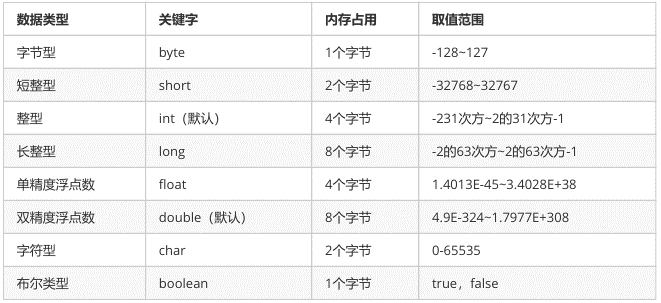 数据类型 关键字 内存占用 取值范围
字节型 byte 1个字节 -128~127
短整型 short 2个字节 -32768~32767
整型 int（默认） 4个字节 -231次方~2的31次方-1
长整型 long 8个字节 -2的63次方~2的63次方-1
单精度浮点数 float 4个字节 1.4013E-45~3.4028E+38
双精度浮点数 double（默认） 8个字节 4.9E-324~1.7977E+308
字符型 char 2个字节 0-65535
布尔类型 boolean 1个字节 true，false